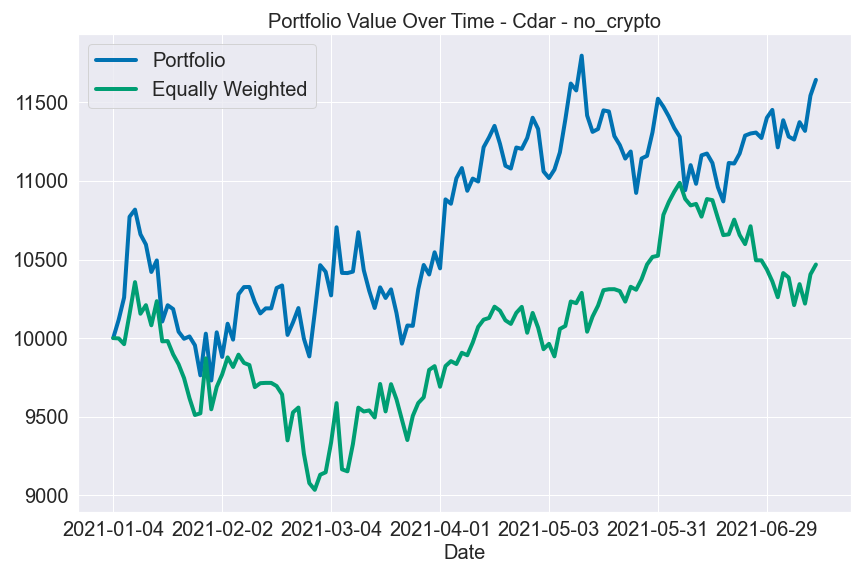 Portfolio Value Over Time - Cdar - no_crypto
Portfolio
Equally Weighted
11500
11000
10500
10000
9500
9000
2021-01-04 2021-02-02 2021-03-04 2021-04-01 2021-05-03 2021-05-31 2021-06-29
Date